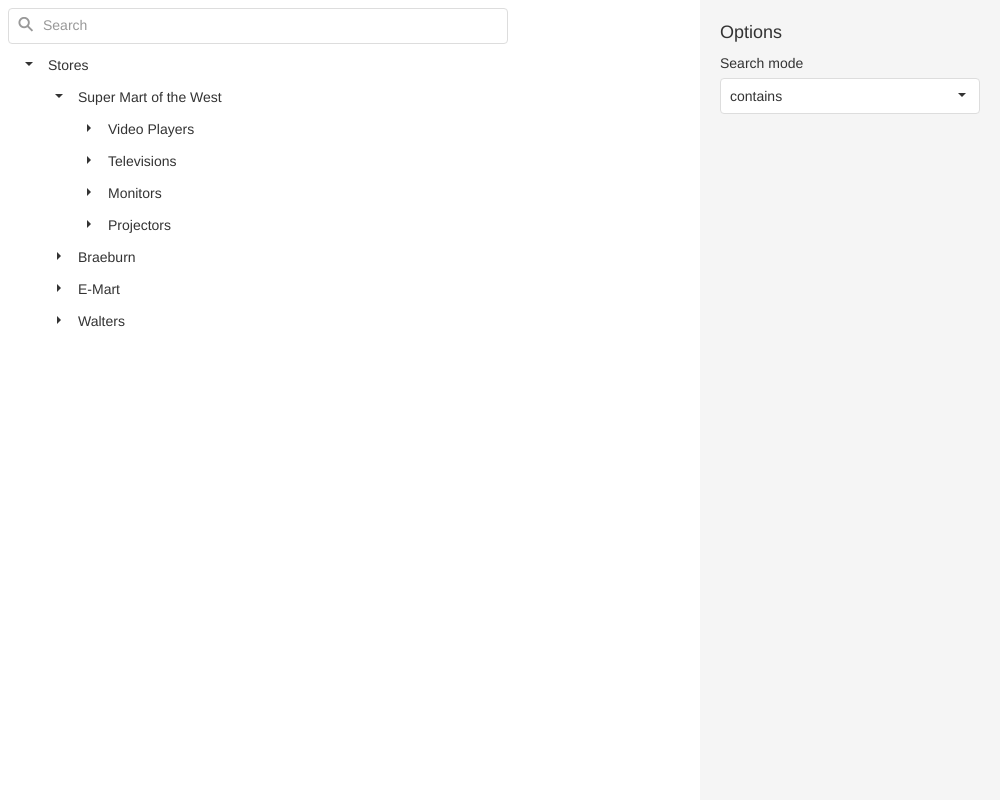 Search
Stores
Super Mart of the West
Video Players
Televisions
Monitors
Projectors
Braeburn
E-Mart
Walters
Options
Search mode
contains